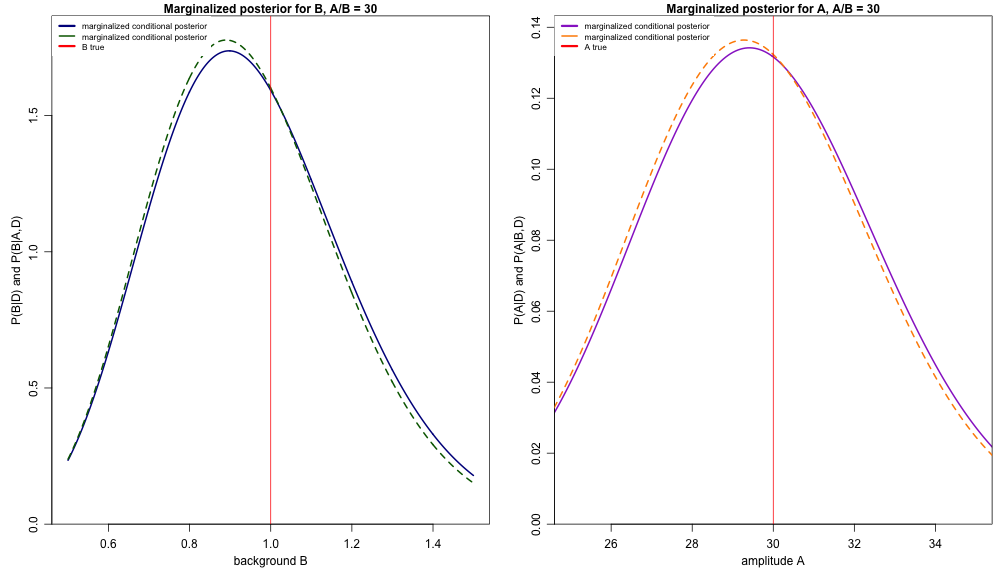 Marginalized posterior for B, A/B = 30
marginalized conditional posterior
marginalized conditional posterior
B true
P(B|D) and P(B|A,D)
0.0
0.5
1.0
1.5
0.6
0.8
1.0
1.2
1.4
background B
Marginalized posterior for A, A/B = 30
marginalized conditional posterior
marginalized conditional posterior
A true
P(A|D) and P(A|B,D)
0.00
0.02
0.04
0.06
0.08
0.10
0.12
0.14
26
28
30
32
34
amplitude A